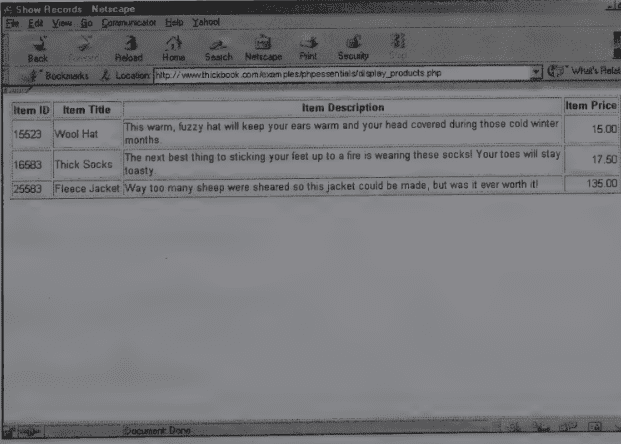 Show Records Netscape
File Edit View Go Communicator Help Yahoo!
Back Reload Home Search Netscape Print Security
Bookmarks Location: http://www.thickbook.com/examples/phpessentials/display_products.php What's Relat
Item ID Item Title Item Description Item Price
15523 Wool Hat This warm, fuzzy hat will keep your ears warm and your head covered during those cold winter
months. 15.00
16583 Thick Socks The next best thing to sticking your feet up to a fire is wearing these socks! Your toes will stay
toasty. 17.50
25583 Fleece Jacket Way too many sheep were sheared so this jacket could be made, but was it ever worth it! 135.00
Document: Done